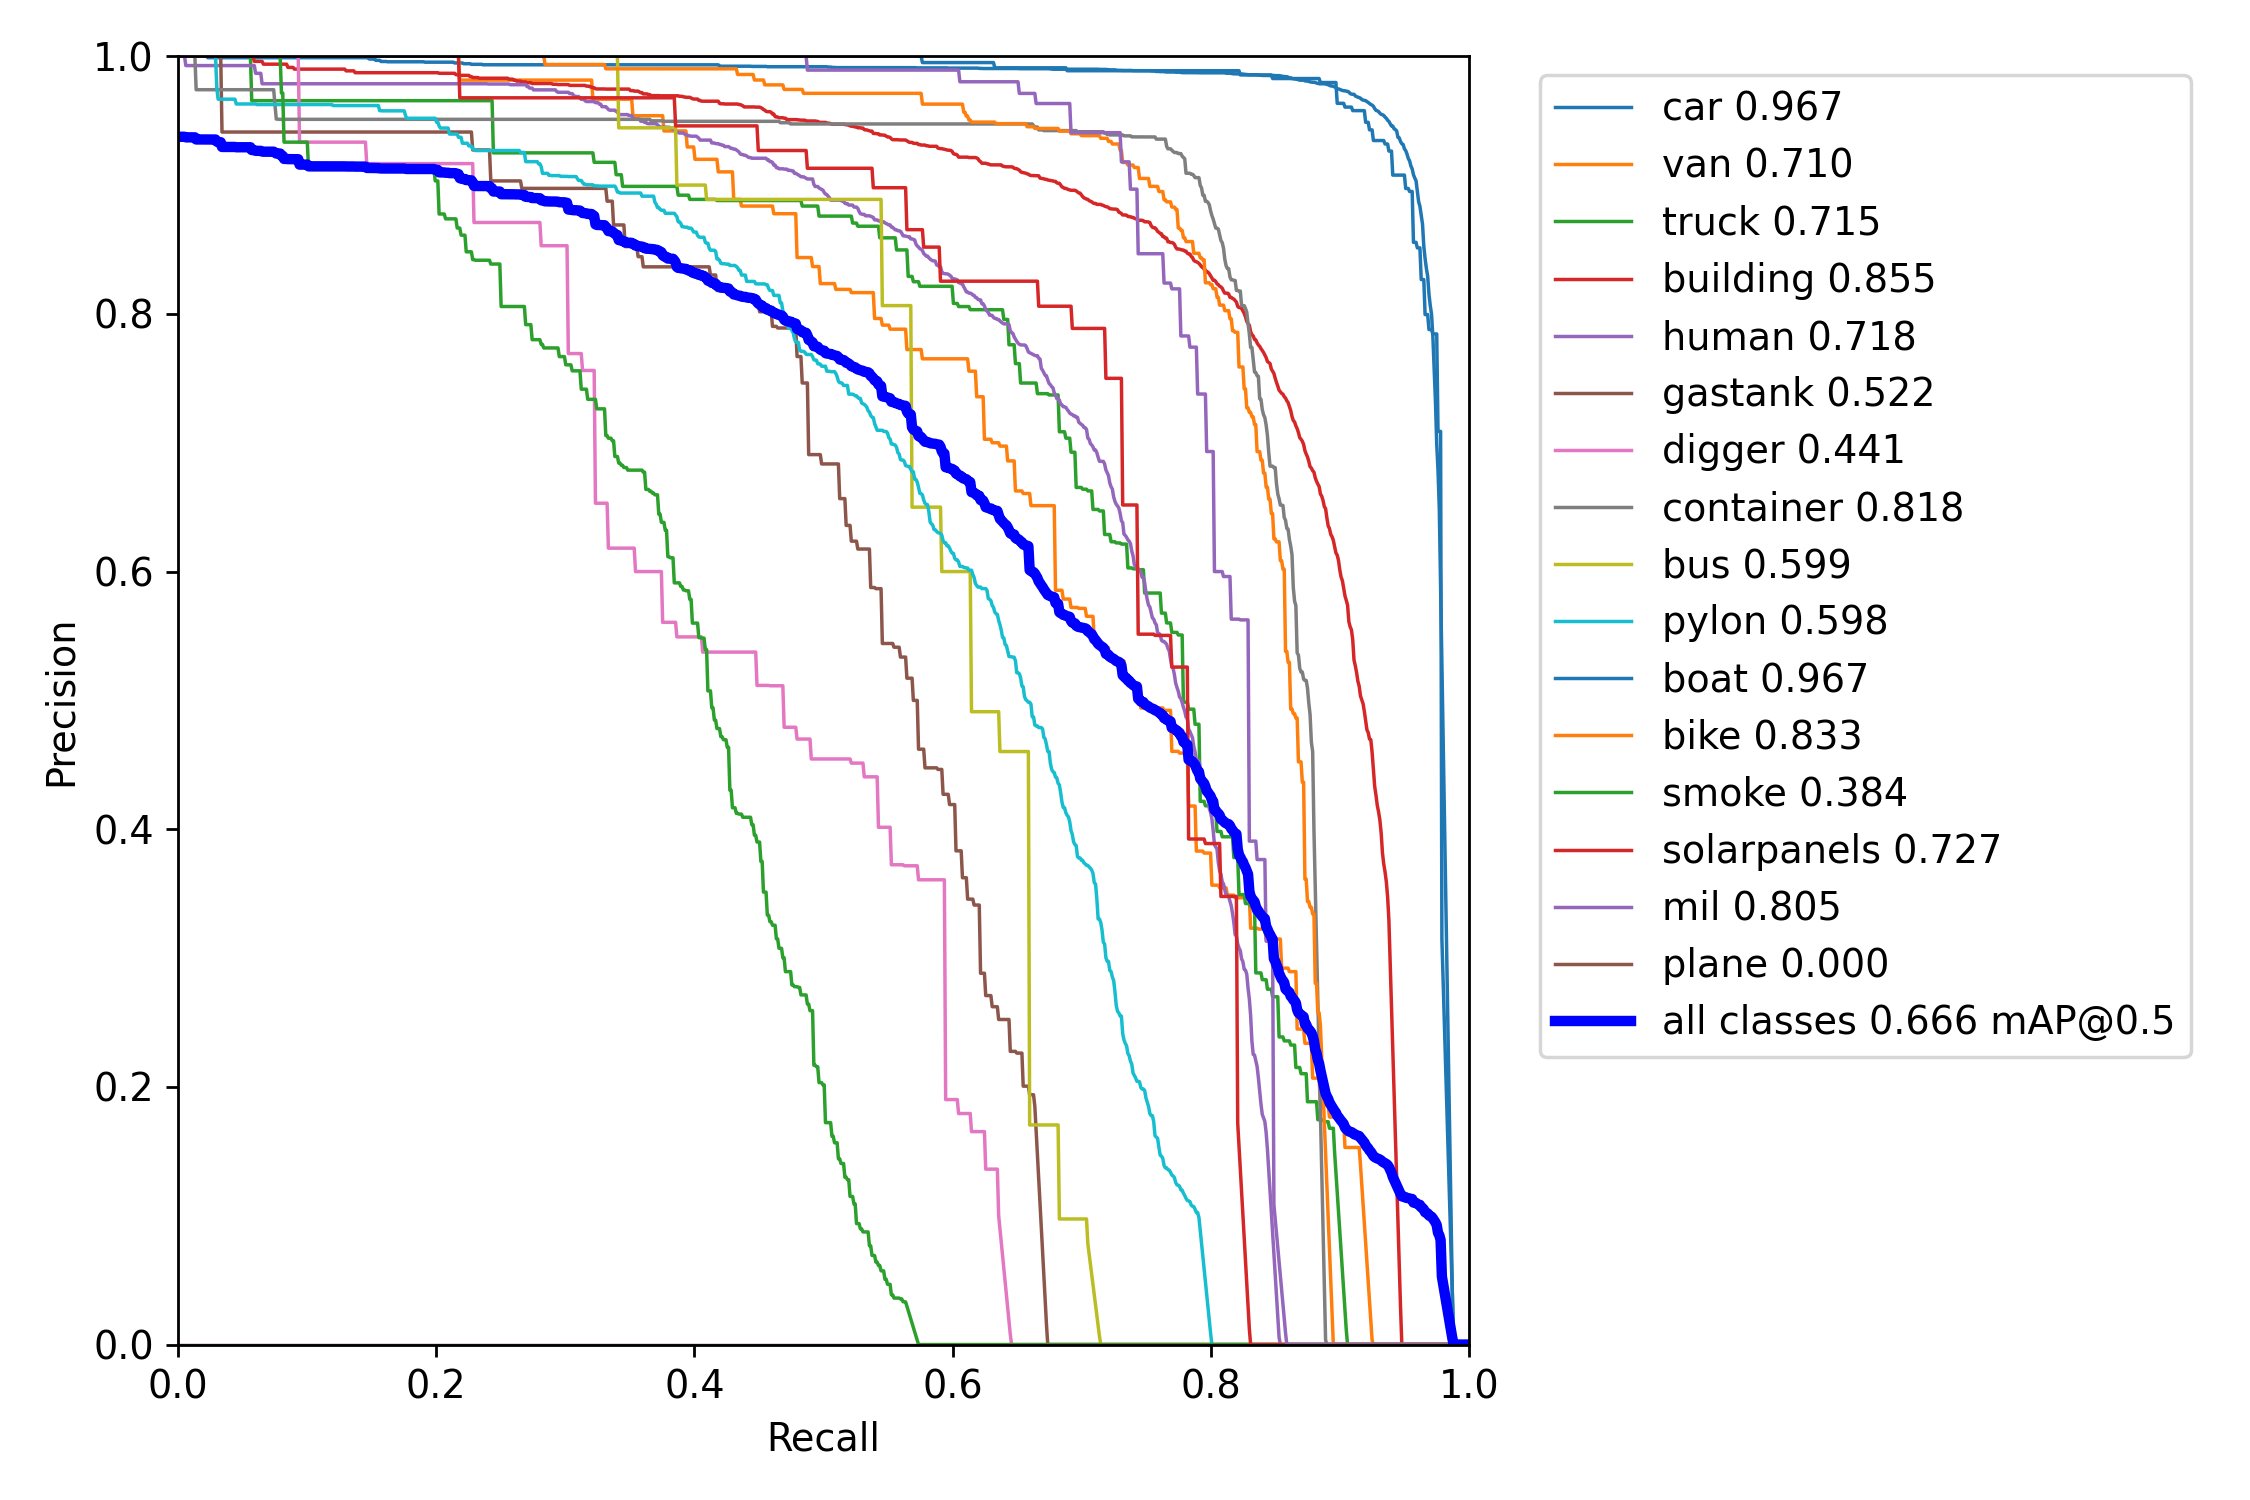 1.0
0.8
0.6
0.4
0.2
0.0
Precision
0.0 0.2 0.4 0.6 0.8 1.0
Recall
car 0.967
van 0.710
truck 0.715
building 0.855
human 0.718
gastank 0.522
digger 0.441
container 0.818
bus 0.599
pylon 0.598
boat 0.967
bike 0.833
smoke 0.384
solarpanels 0.727
mil 0.805
plane 0.000
all classes 0.666 mAP@0.5